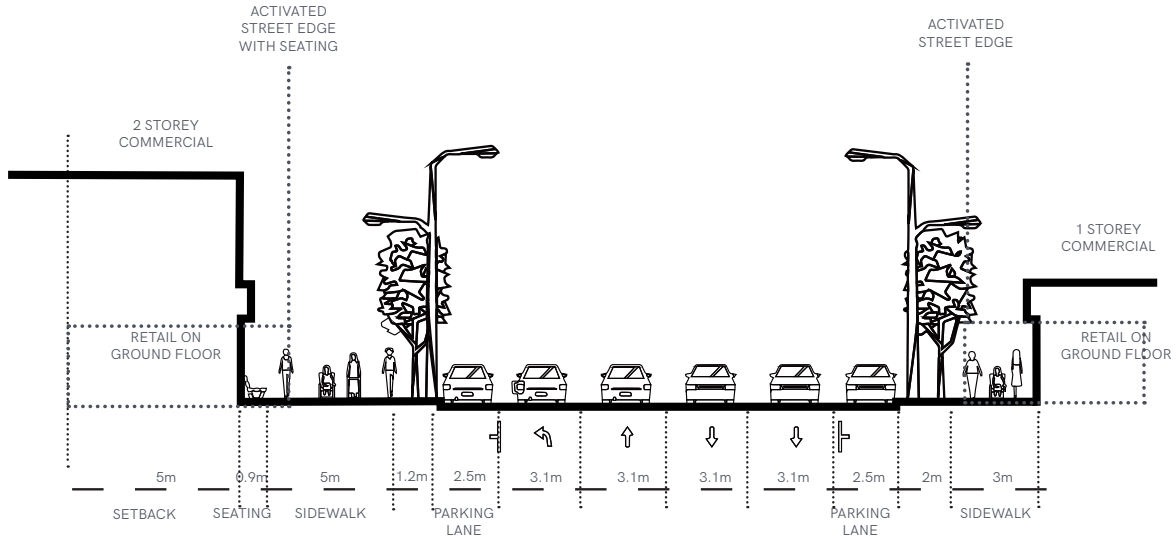 ACTIVATED
STREET EDGE
WITH SEATING
ACTIVATED
STREET EDGE
2 STOREY
COMMERCIAL
1 STOREY
COMMERCIAL
RETAIL ON
GROUND FLOOR
RETAIL ON
GROUND FLOOR
5m
0.9m
5m
1.2m
2.5m
3.1m
3.1m
3.1m
3.1m
2.5m
2m
3m
SETBACK
SEATING
SIDEWALK
PARKING
LANE
PARKING
LANE
SIDEWALK